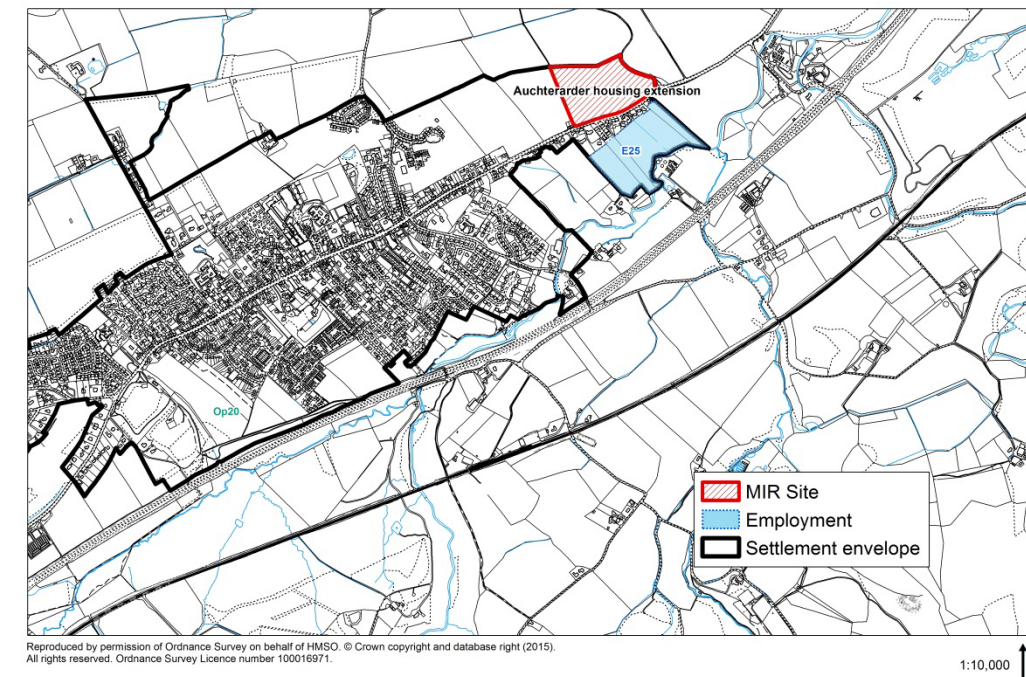 Auchterarder housing extension
E25
Op20
MIR Site
Employment
Settlement envelope
Reproduced by permission of Ordnance Survey on behalf of HMSO. © Crown copyright and database right (2015).
All rights reserved. Ordnance Survey Licence number 100016971.
1:10,000